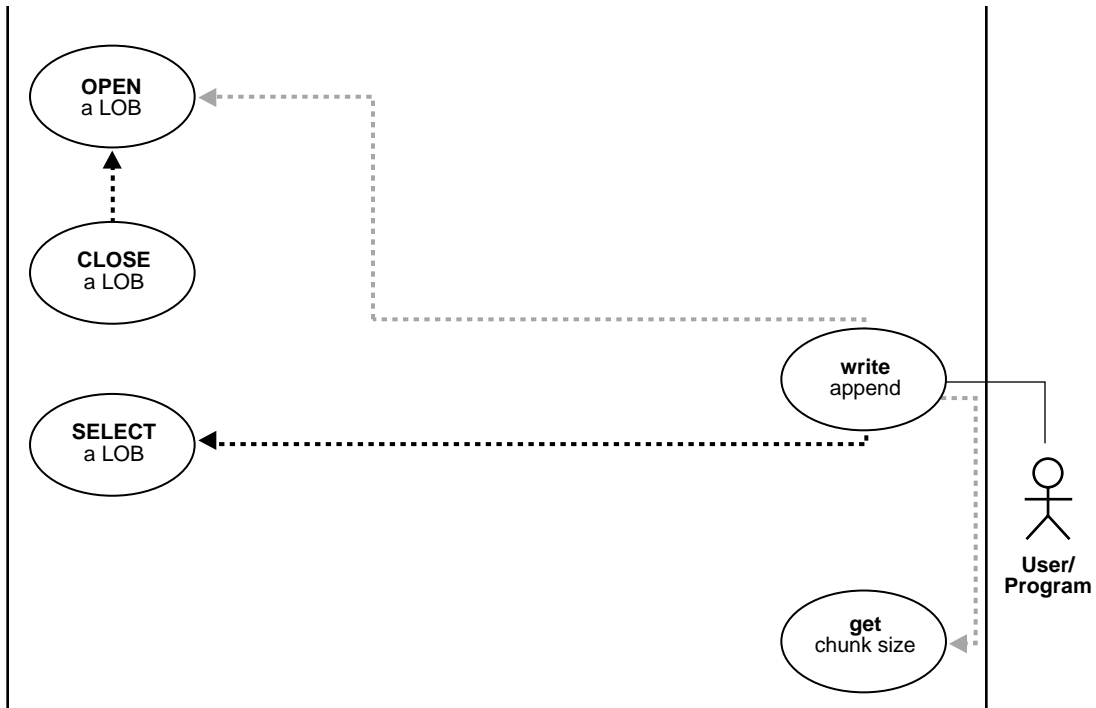 OPEN
a LOB
CLOSE
a LOB
write
append
SELECT
a LOB
User/
Program
get
chunk size